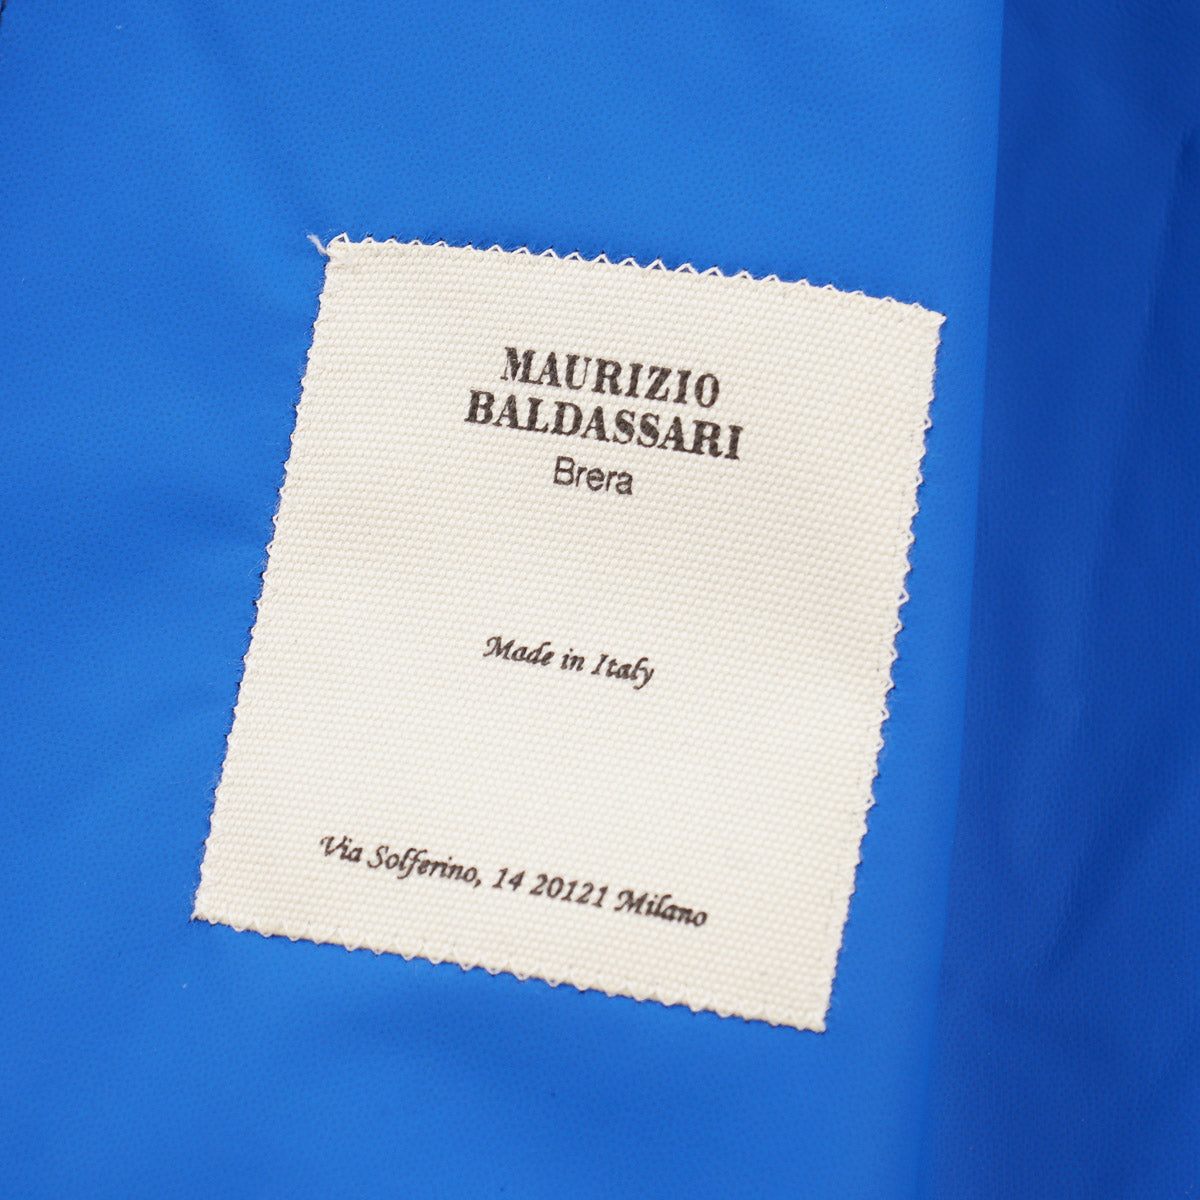 MAURIZIO
BALDASSARI
Brera
Made in Italy
Via Solferino, 14 20121 Milano